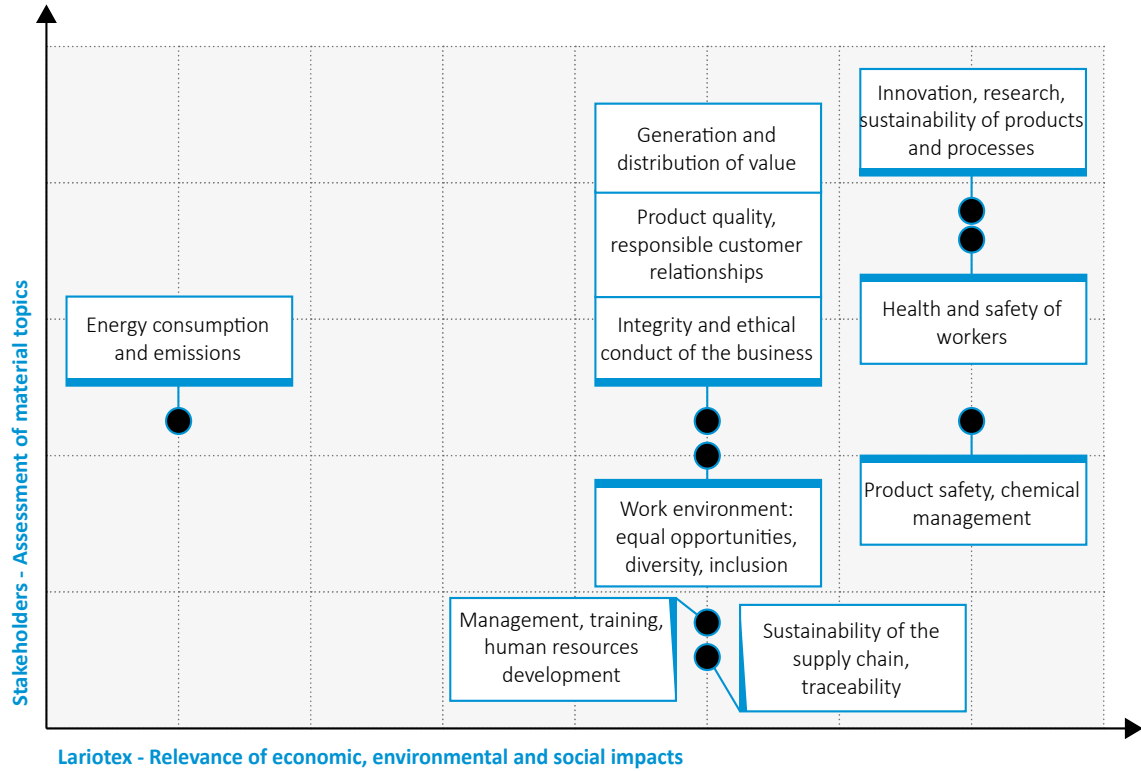 Stakeholders - Assessment of material topics
Innovation, research,
sustainability of products
and processes
Generation and
distribution of value
Product quality,
responsible customer
relationships
Energy consumption
and emissions
Integrity and ethical
conduct of the business
Health and safety of
workers
Product safety, chemical
management
Work environment:
equal opportunities,
diversity, inclusion
Management, training,
human resources
development
Sustainability of the
supply chain,
traceability
Lariotex - Relevance of economic, environmental and social impacts